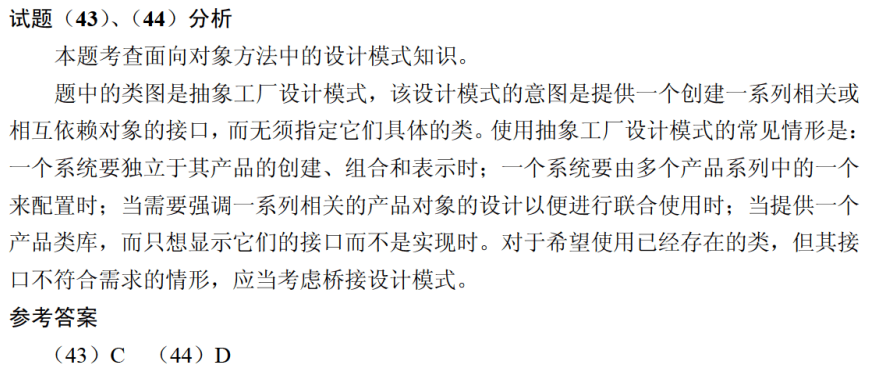 试题（43）、（44）分析
本题考查面向对象方法中的设计模式知识。
题中的类图是抽象工厂设计模式，该设计模式的意图是提供一个创建一系列相关或
相互依赖对象的接口，而无须指定它们具体的类。使用抽象工厂设计模式的常见情形是：
一个系统要独立于其产品的创建、组合和表示时；一个系统要由多个产品系列中的一个
来配置时；当需要强调一系列相关的产品对象的设计以便进行联合使用时；当提供一个
产品类库，而只想显示它们的接口而不是实现时。对于希望使用已经存在的类，但其接
口不符合需求的情形，应当考虑桥接设计模式。
参考答案
（43）C （44）D